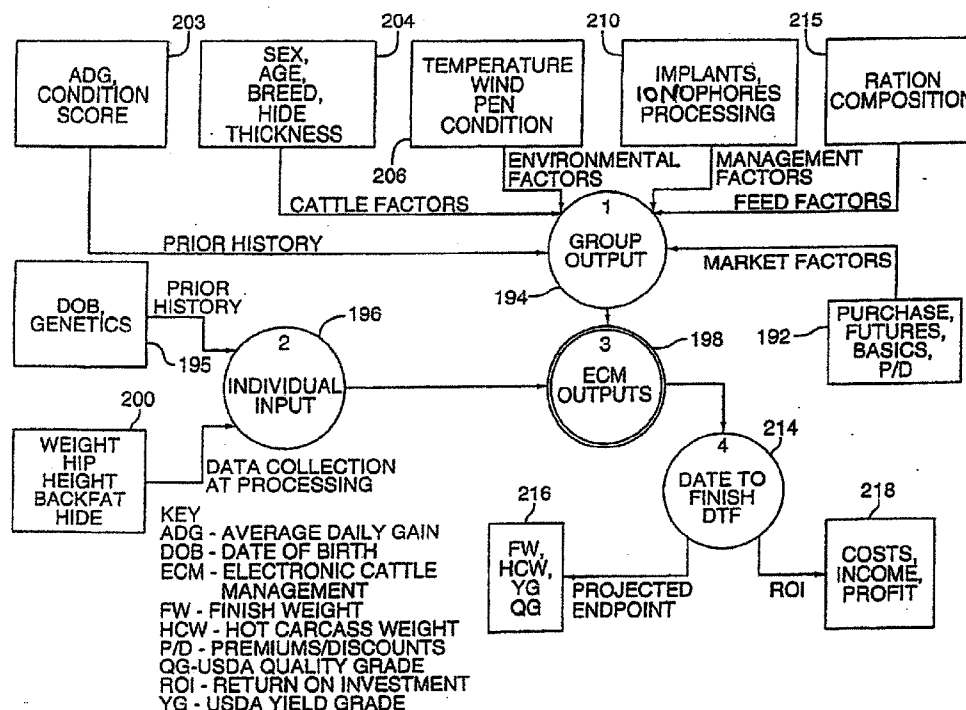 203
ADG,
CONDITION
SCORE
204
SEX,
AGE,
BREED,
HIDE
THICKNESS
TEMPERATURE
WIND
PEN
CONDITION
206
210
IMPLANTS,
IONOPHORES
PROCESSING
215
RATION
COMPOSITION
ENVIRONMENTAL
FACTORS
MANAGEMENT
FACTORS
CATTLE FACTORS
FEED FACTORS
PRIOR HISTORY
1
GROUP
OUTPUT
194
MARKET FACTORS
192
PURCHASE,
FUTURES,
BASICS,
P/D
DOB,
GENETICS
195
PRIOR
HISTORY
196
2
INDIVIDUAL
INPUT
3
ECM
OUTPUTS
198
200
WEIGHT
HIP
HEIGHT
BACKFAT
HIDE
DATA COLLECTION
AT PROCESSING
4
DATE TO
FINISH
DTF
214
216
FW,
HCW,
YG
QG
PROJECTED
ENDPOINT
ROI
218
COSTS,
INCOME,
PROFIT
KEY
ADG - AVERAGE DAILY GAIN
DOB - DATE OF BIRTH
ECM - ELECTRONIC CATTLE
MANAGEMENT
FW - FINISH WEIGHT
HCW - HOT CARCASS WEIGHT
P/D - PREMIUMS/DISCOUNTS
QG-USDA QUALITY GRADE
ROI - RETURN ON INVESTMENT
YG - USDA YIELD GRADE